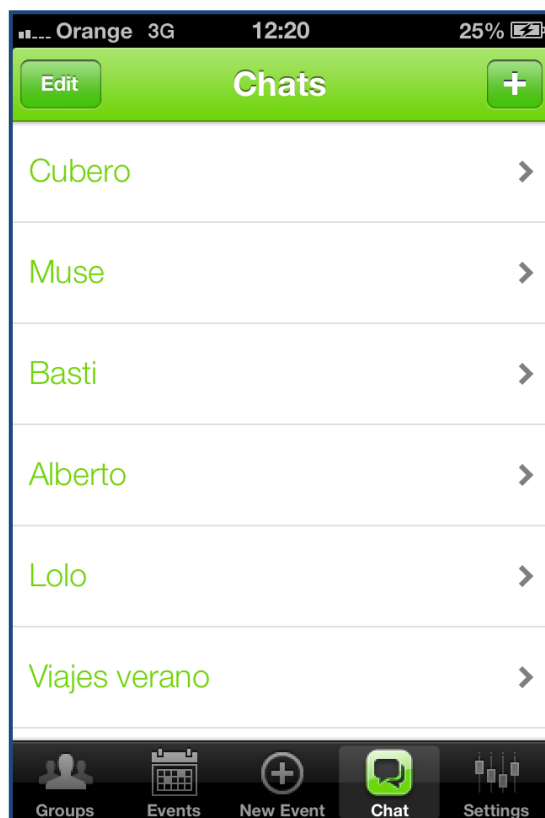 Orange 3G 12:20 25%
Edit Chats +
Cubero
Muse
Basti
Alberto
Lolo
Viajes verano
Groups Events New Event Chat Settings